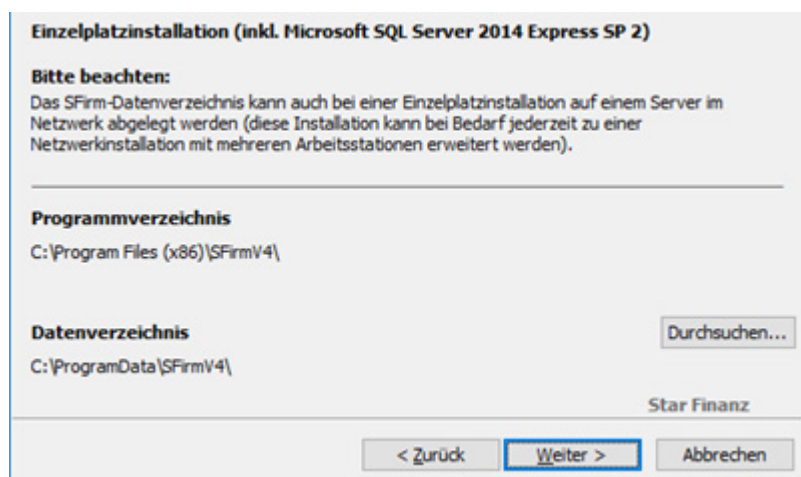 Einzelplatzinstallation (inkl. Microsoft SQL Server 2014 Express SP 2)
Bitte beachten:
Das SFirm-Datenverzeichnis kann auch bei einer Einzelplatzinstallation auf einem Server im
Netzwerk abgelegt werden (diese Installation kann bei Bedarf jederzeit zu einer
Netzwerkinstallation mit mehreren Arbeitsstationen erweitert werden).
Programmverzeichnis
C:\Program Files (x86)\SFirmV4\
Datenverzeichnis
Durchsuchen...
C:\ProgramData\SFirmV4\
Star Finanz
< Zurück Weiter > Abbrechen